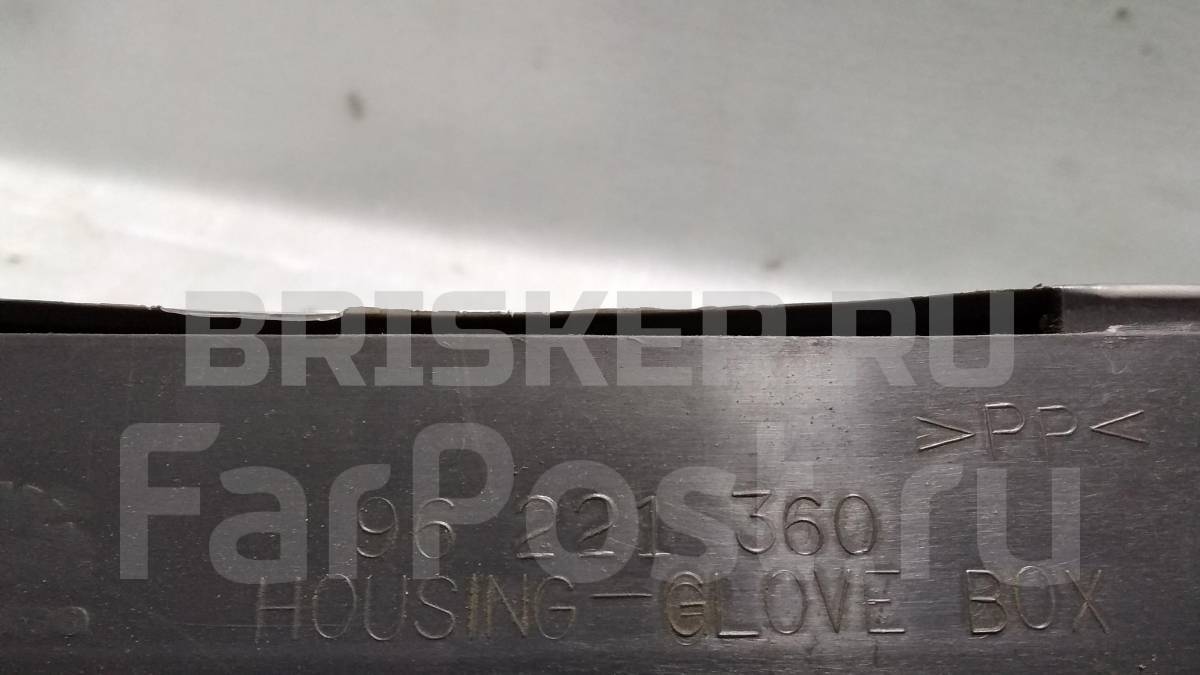 BRISKER.RU
FarPost.ru
>PP<
96 221 360
HOUSING-GLOVE BOX